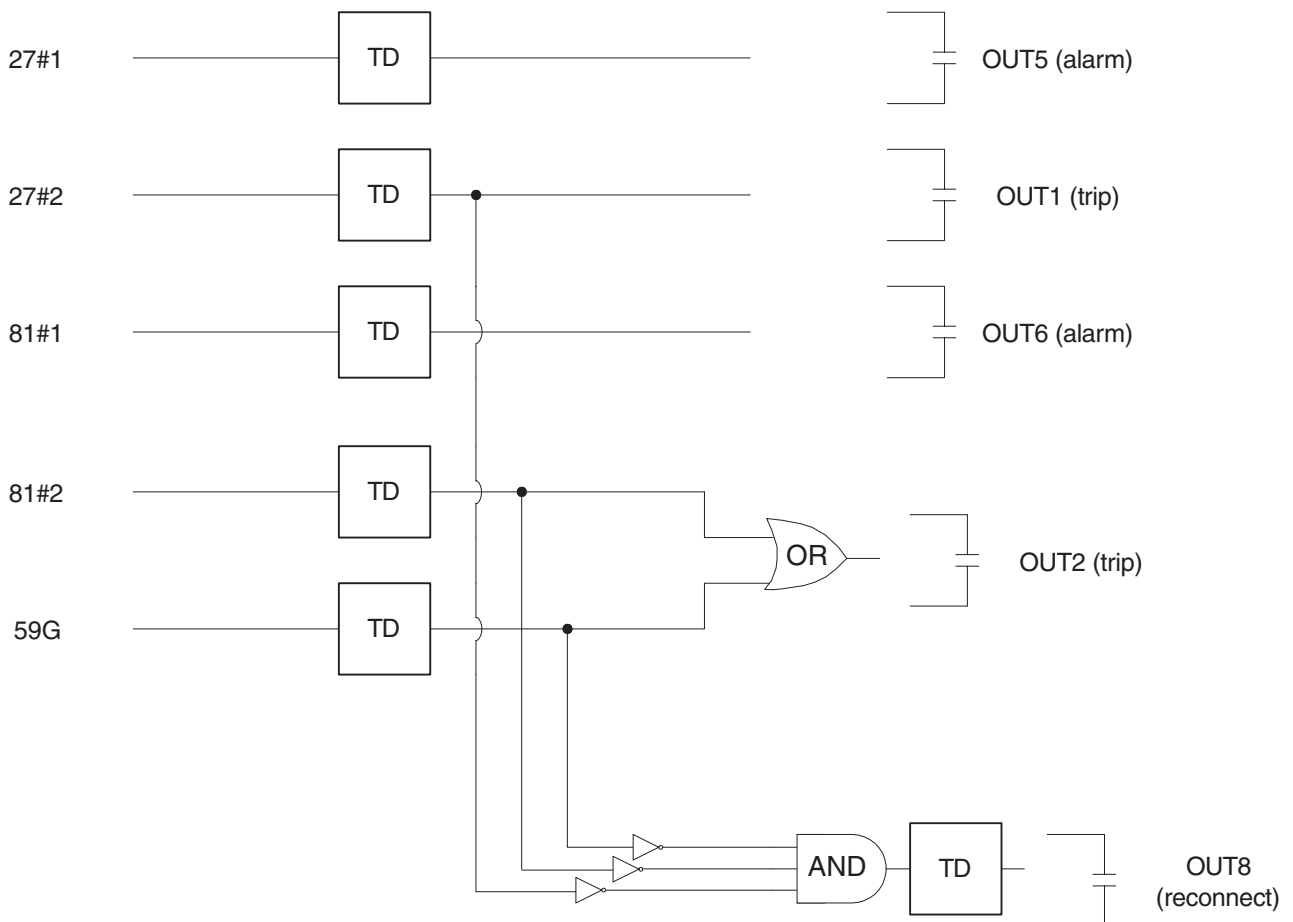 27#1 TD OUT5 (alarm)
27#2 TD OUT1 (trip)
81#1 TD OUT6 (alarm)
81#2 TD
OR OUT2 (trip)
59G TD
AND TD OUT8
(reconnect)